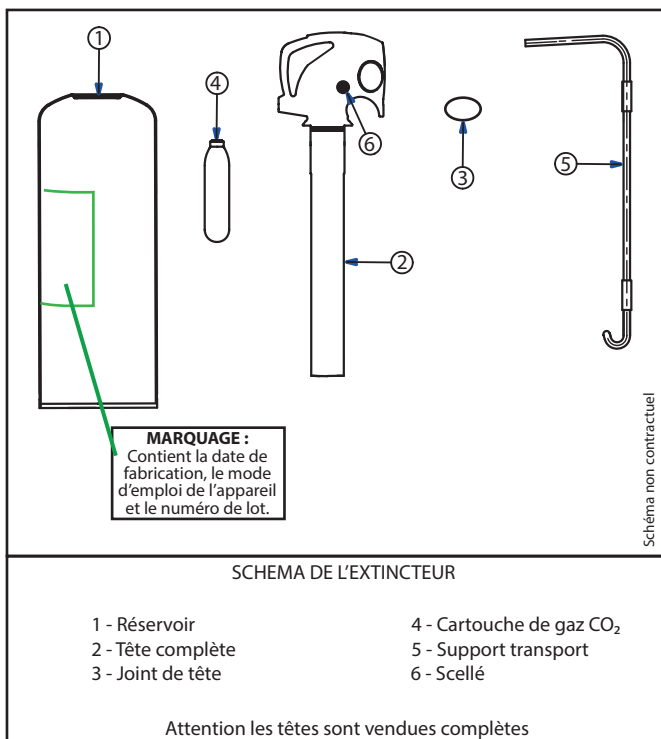 1
4
6
3
5
2
MARQUAGE :
Contient la date de
fabrication, le mode
d'emploi de l'appareil
et le numéro de lot.
Schéma non contractuel
SCHEMA DE L'EXTINCTEUR
1 - Réservoir
2 - Tête complète
3 - Joint de tête
4 - Cartouche de gaz CO₂
5 - Support transport
6 - Scellé
Attention les têtes sont vendues complètes